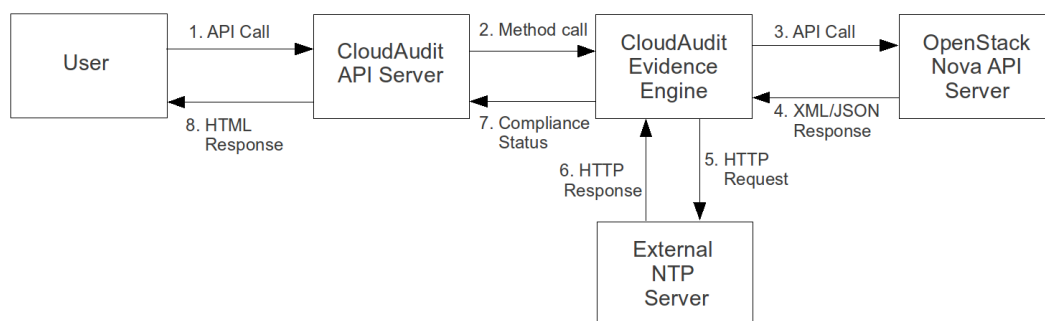 User
1. API Call
8. HTML
Response
CloudAudit
API Server
2. Method call
7. Compliance
Status
CloudAudit
Evidence
Engine
3. API Call
4. XML/JSON
Response
OpenStack
Nova API
Server
6. HTTP
Response
5. HTTP
Request
External
NTP
Server